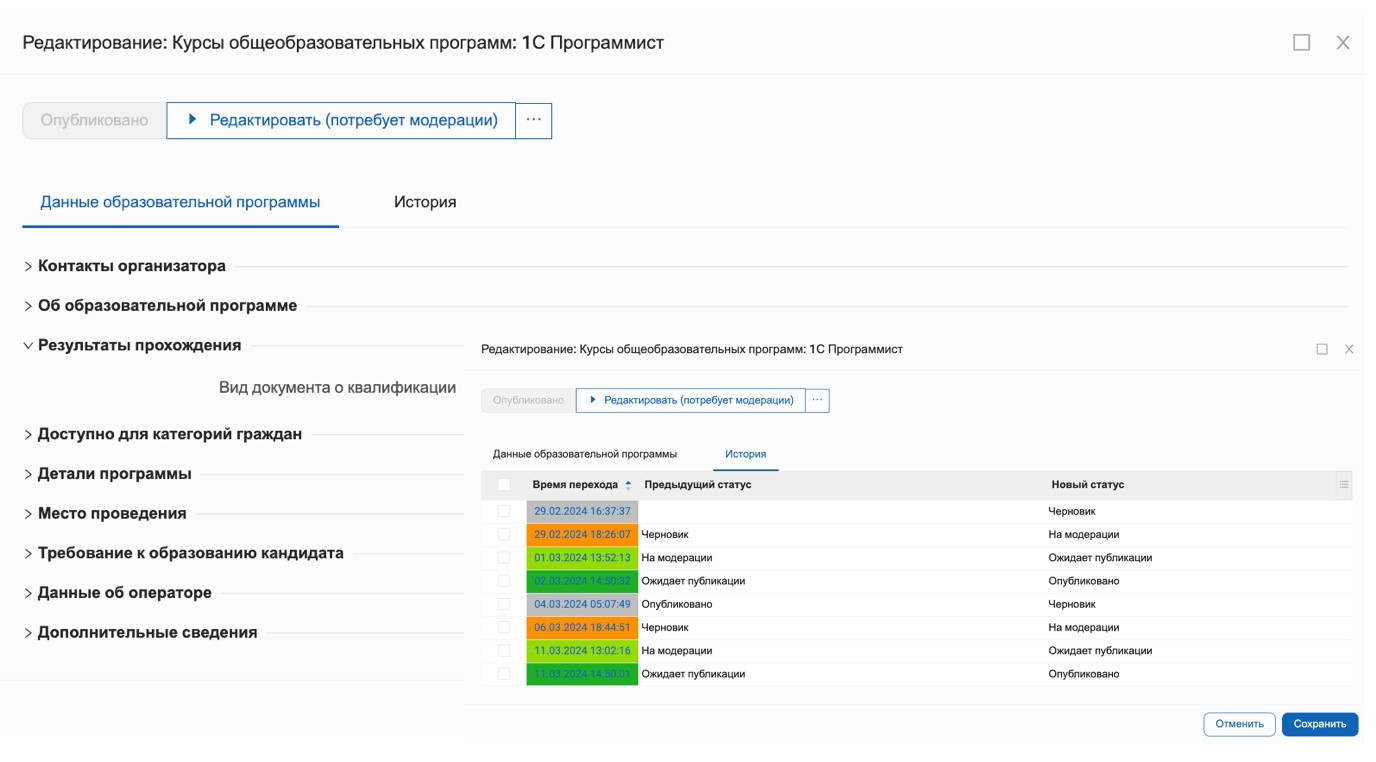 Редактирование: Курсы общеобразовательных программ: 1С Программист
Опубликовано
Редактировать (потребует модерации)
...
Данные образовательной программы
История
Контакты организатора
Об образовательной программе
Результаты прохождения
Вид документа о квалификации
Доступно для категорий граждан
Детали программы
Место проведения
Требование к образованию кандидата
Данные об операторе
Дополнительные сведения
Редактирование: Курсы общеобразовательных программ: 1С Программист
Опубликовано
Редактировать (потребует модерации)
...
Данные образовательной программы
История
Время перехода Предыдущий статус Новый статус
29.02.2024 16:37:37 Черновик
29.02.2024 18:26:07 Черновик На модерации
01.03.2024 13:52:13 На модерации Ожидает публикации
02.03.2024 14:50:32 Ожидает публикации Опубликовано
04.03.2024 05:07:49 Опубликовано Черновик
06.03.2024 18:44:51 Черновик На модерации
11.03.2024 13:02:16 На модерации Ожидает публикации
11.03.2024 14:50:01 Ожидает публикации Опубликовано
Отменить
Сохранить